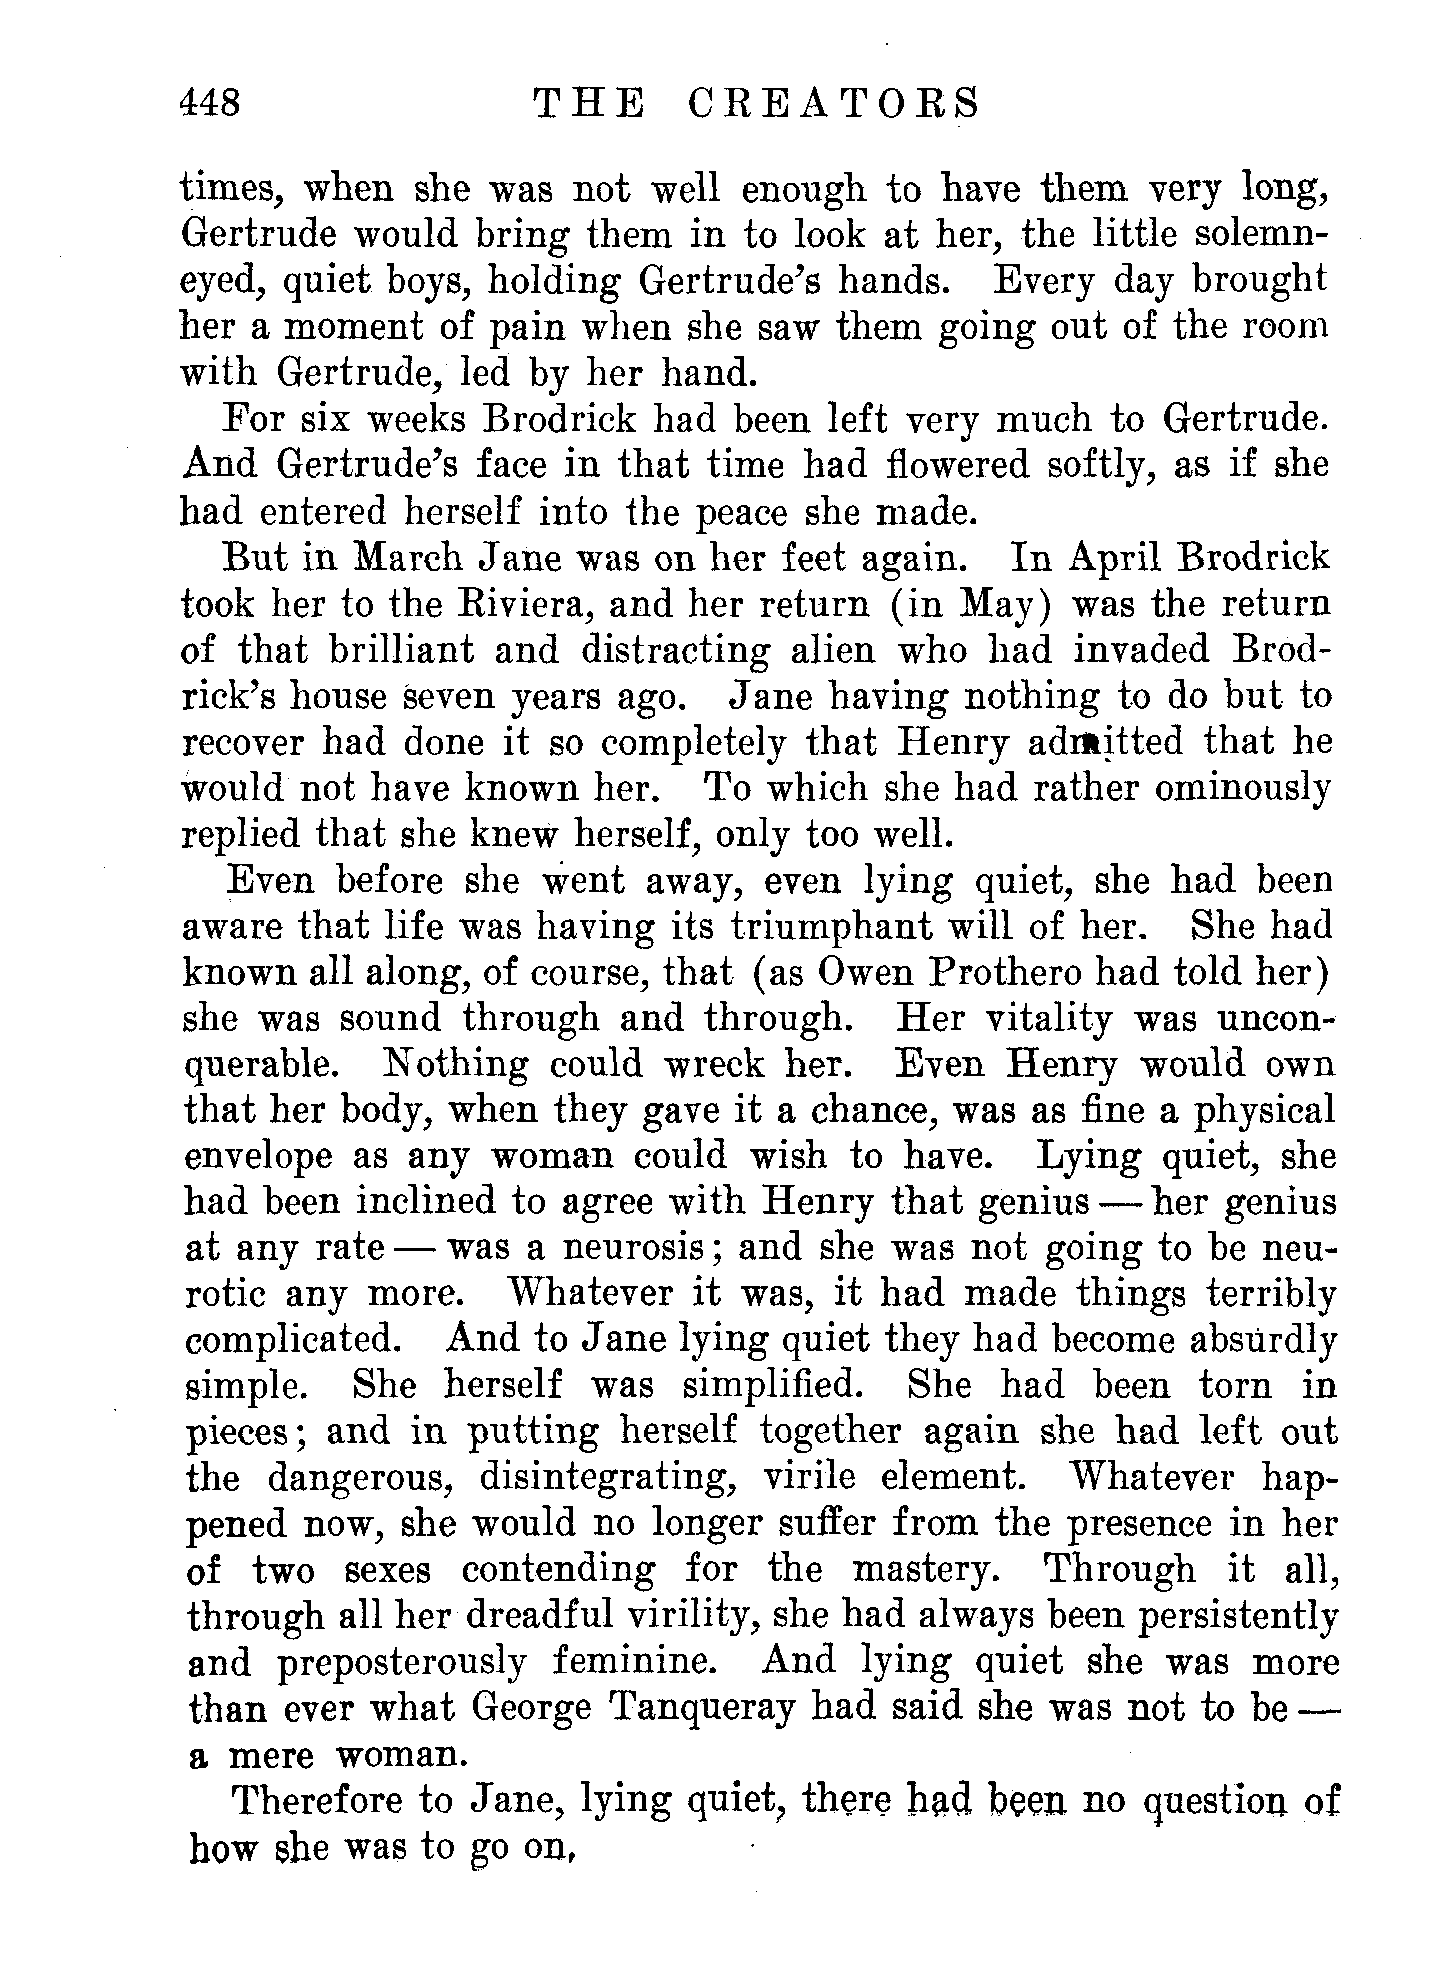 448 THE CREATORS
times, when she was not well enough to have them very long,
Gertrude would bring them in to look at her, the little solemn-
eyed, quiet boys, holding Gertrude's hands. Every day brought
her a moment of pain when she saw them going out of the room
with Gertrude, led by her hand.
For six weeks Brodrick had been left very much to Gertrude.
And Gertrude's face in that time had flowered softly, as if she
had entered herself into the peace she made.
But in March Jane was on her feet again. In April Brodrick
took her to the Riviera, and her return (in May) was the return
of that brilliant and distracting alien who had invaded Brod-
rick's house seven years ago. Jane having nothing to do but to
recover had done it so completely that Henry admitted that he
would not have known her. To which she had rather ominously
replied that she knew herself, only too well.
Even before she went away, even lying quiet, she had been
aware that life was having its triumphant will of her. She had
known all along, of course, that (as Owen Prothero had told her)
she was sound through and through. Her vitality was uncon-
querable. Nothing could wreck her. Even Henry would own
that her body, when they gave it a chance, was as fine a physical
envelope as any woman could wish to have. Lying quiet, she
had been inclined to agree with Henry that genius — her genius
at any rate — was a neurosis; and she was not going to be neu-
rotic any more. Whatever it was, it had made things terribly
complicated. And to Jane lying quiet they had become absurdly
simple. She herself was simplified. She had been torn in
pieces; and in putting herself together again she had left out
the dangerous, disintegrating, virile element. Whatever hap-
pened now, she would no longer suffer from the presence in her
of two sexes contending for the mastery. Through it all,
through all her dreadful virility, she had always been persistently
and preposterously feminine. And lying quiet she was more
than ever what George Tanqueray had said she was not to be —
a mere woman.
Therefore to Jane, lying quiet, there had been no question of
how she was to go on,